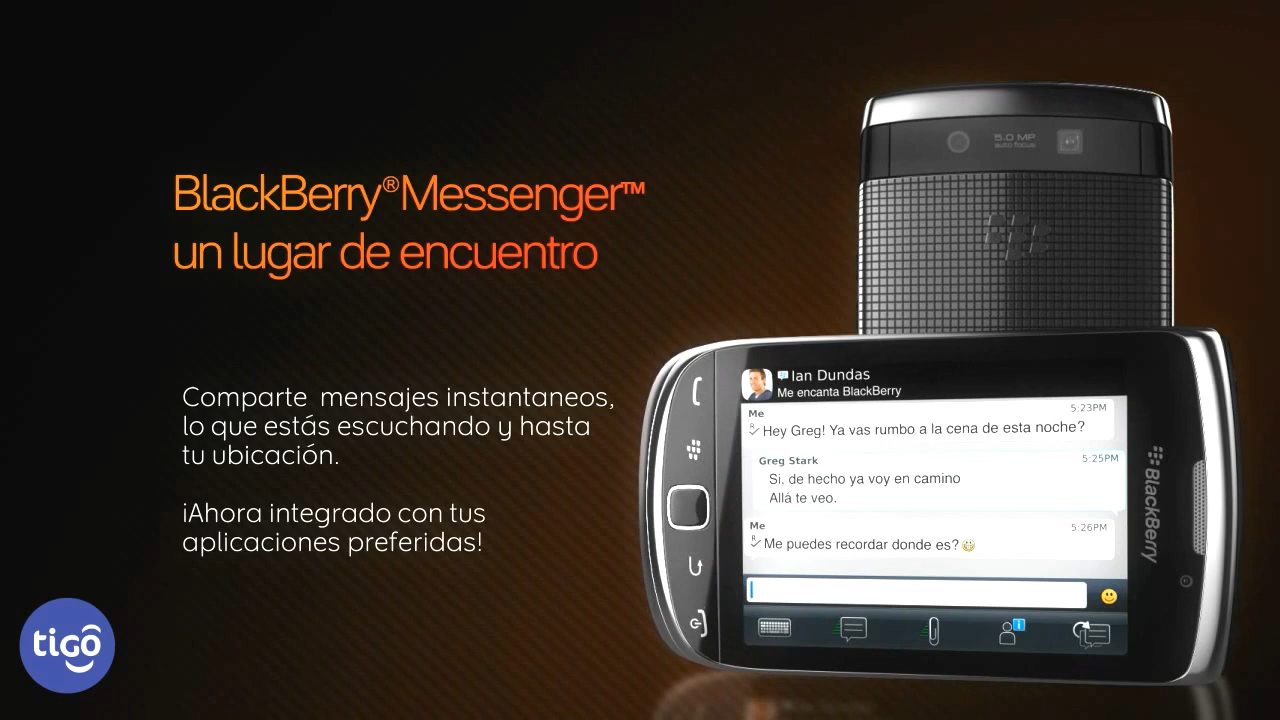 BlackBerry®Messenger™
un lugar de encuentro
Comparte mensajes instantaneos,
lo que estás escuchando y hasta
tu ubicación.
¡Ahora integrado con tus
aplicaciones preferidas!
tigo
5.0 MP
auto focus
Ian Dundas
Me encanta BlackBerry
Me 5:23PM
Hey Greg! Ya vas rumbo a la cena de esta noche?
Greg Stark 5:25PM
Si, de hecho ya voy en camino
Allá te veo.
Me 5:26PM
Me puedes recordar donde es?
BlackBerry